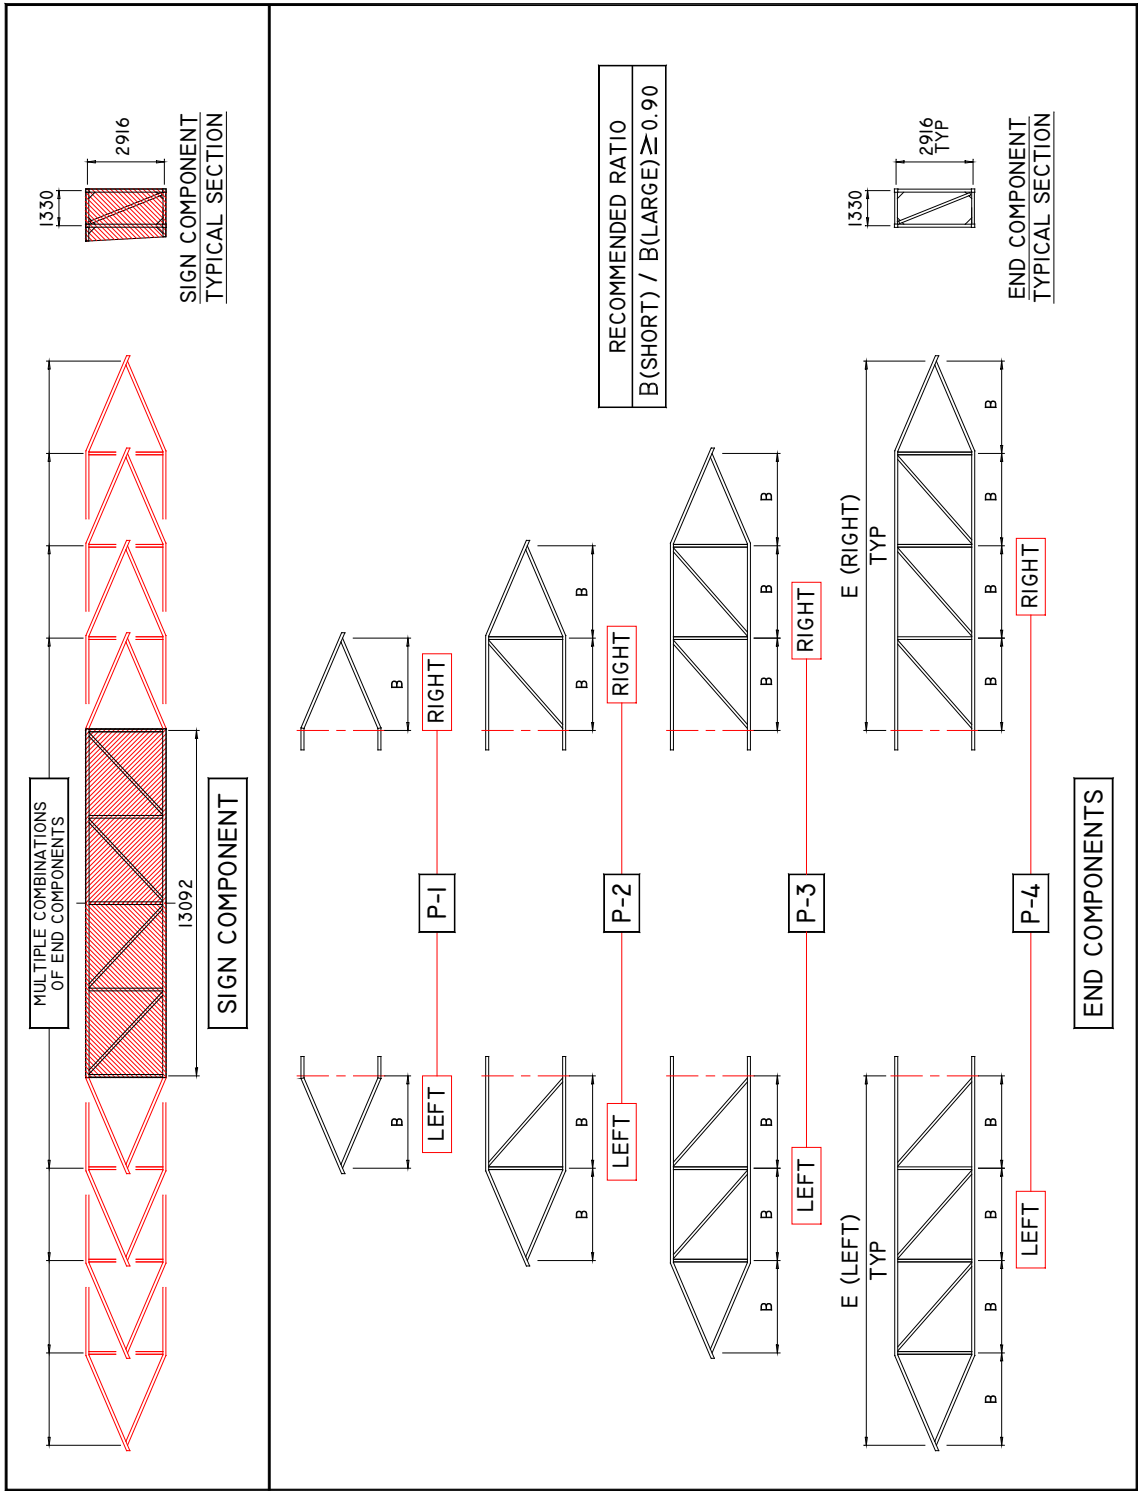 MULTIPLE COMBINATIONS
OF END COMPONENTS
13092
SIGN COMPONENT
1330
2916
SIGN COMPONENT
TYPICAL SECTION
B
B
LEFT
P-1
RIGHT
B
B
B
B
LEFT
P-2
RIGHT
B
B
B
B
B
B
LEFT
P-3
RIGHT
RECOMMENDED RATIO
B(SHORT) / B(LARGE) ≥ 0.90
E (LEFT)
TYP
E (RIGHT)
TYP
B
B
B
B
B
B
B
B
LEFT
P-4
RIGHT
1330
2916
TYP
END COMPONENT
TYPICAL SECTION
END COMPONENTS